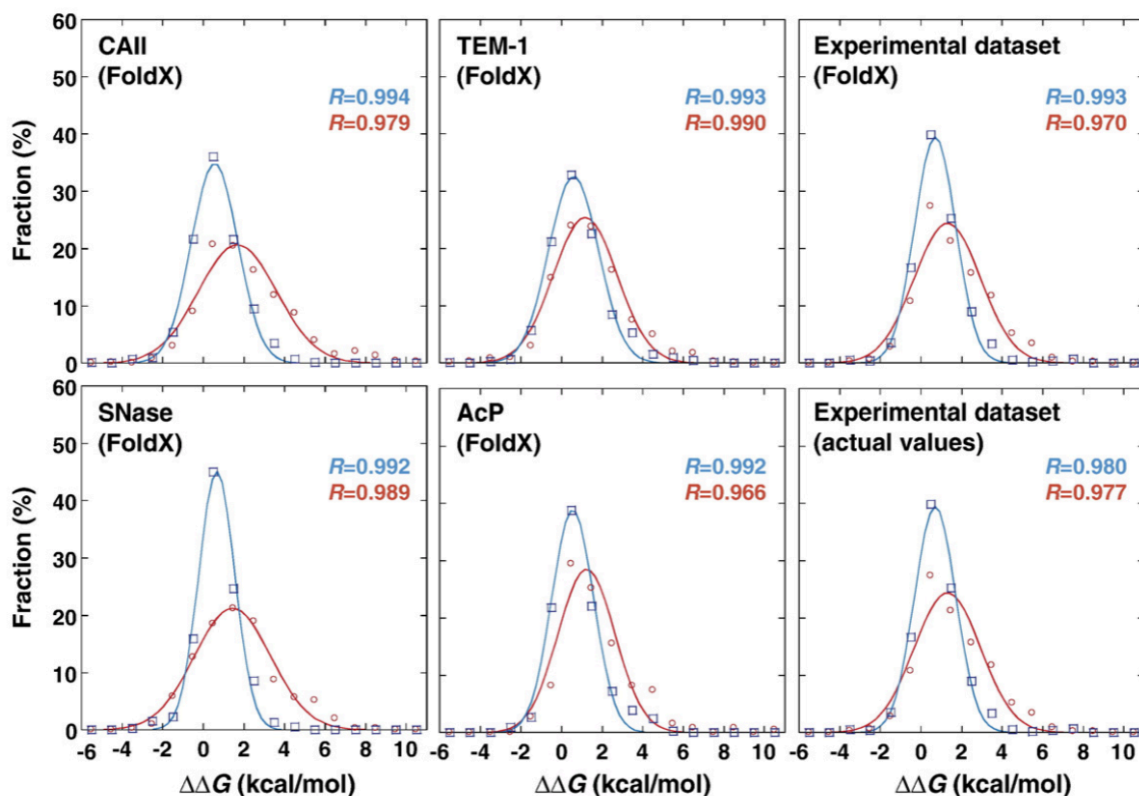 60
50
40
30
20
10
0
Fraction (%)
CAII
(FoldX)
R=0.994
R=0.979
TEM-1
(FoldX)
R=0.993
R=0.990
Experimental dataset
(FoldX)
R=0.993
R=0.970
60
50
40
30
20
10
0
Fraction (%)
SNase
(FoldX)
R=0.992
R=0.989
AcP
(FoldX)
R=0.992
R=0.966
Experimental dataset
(actual values)
R=0.980
R=0.977
-6 -4 -2 0 2 4 6 8 10
-6 -4 -2 0 2 4 6 8 10
-6 -4 -2 0 2 4 6 8 10
ΔΔG (kcal/mol)
ΔΔG (kcal/mol)
ΔΔG (kcal/mol)